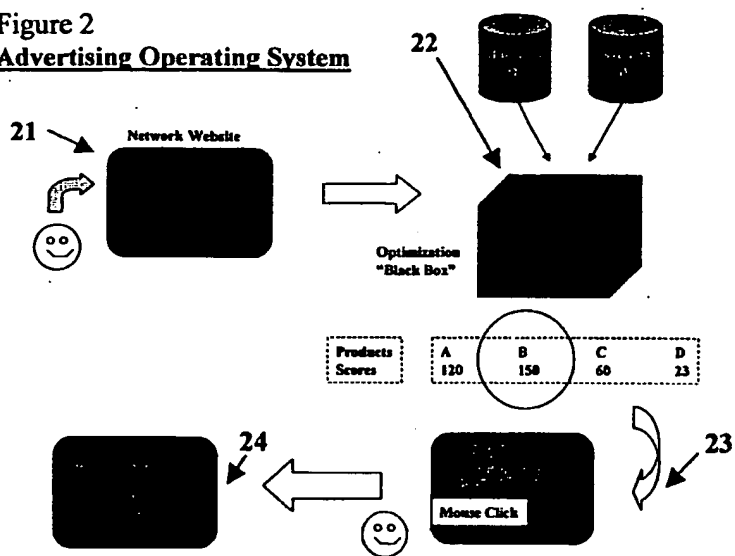 Figure 2
Advertising Operating System
22
21
Network Website
Optimization
"Black Box"
Products A B C D
Scores 120 150 60 23
24
23
Mouse Click